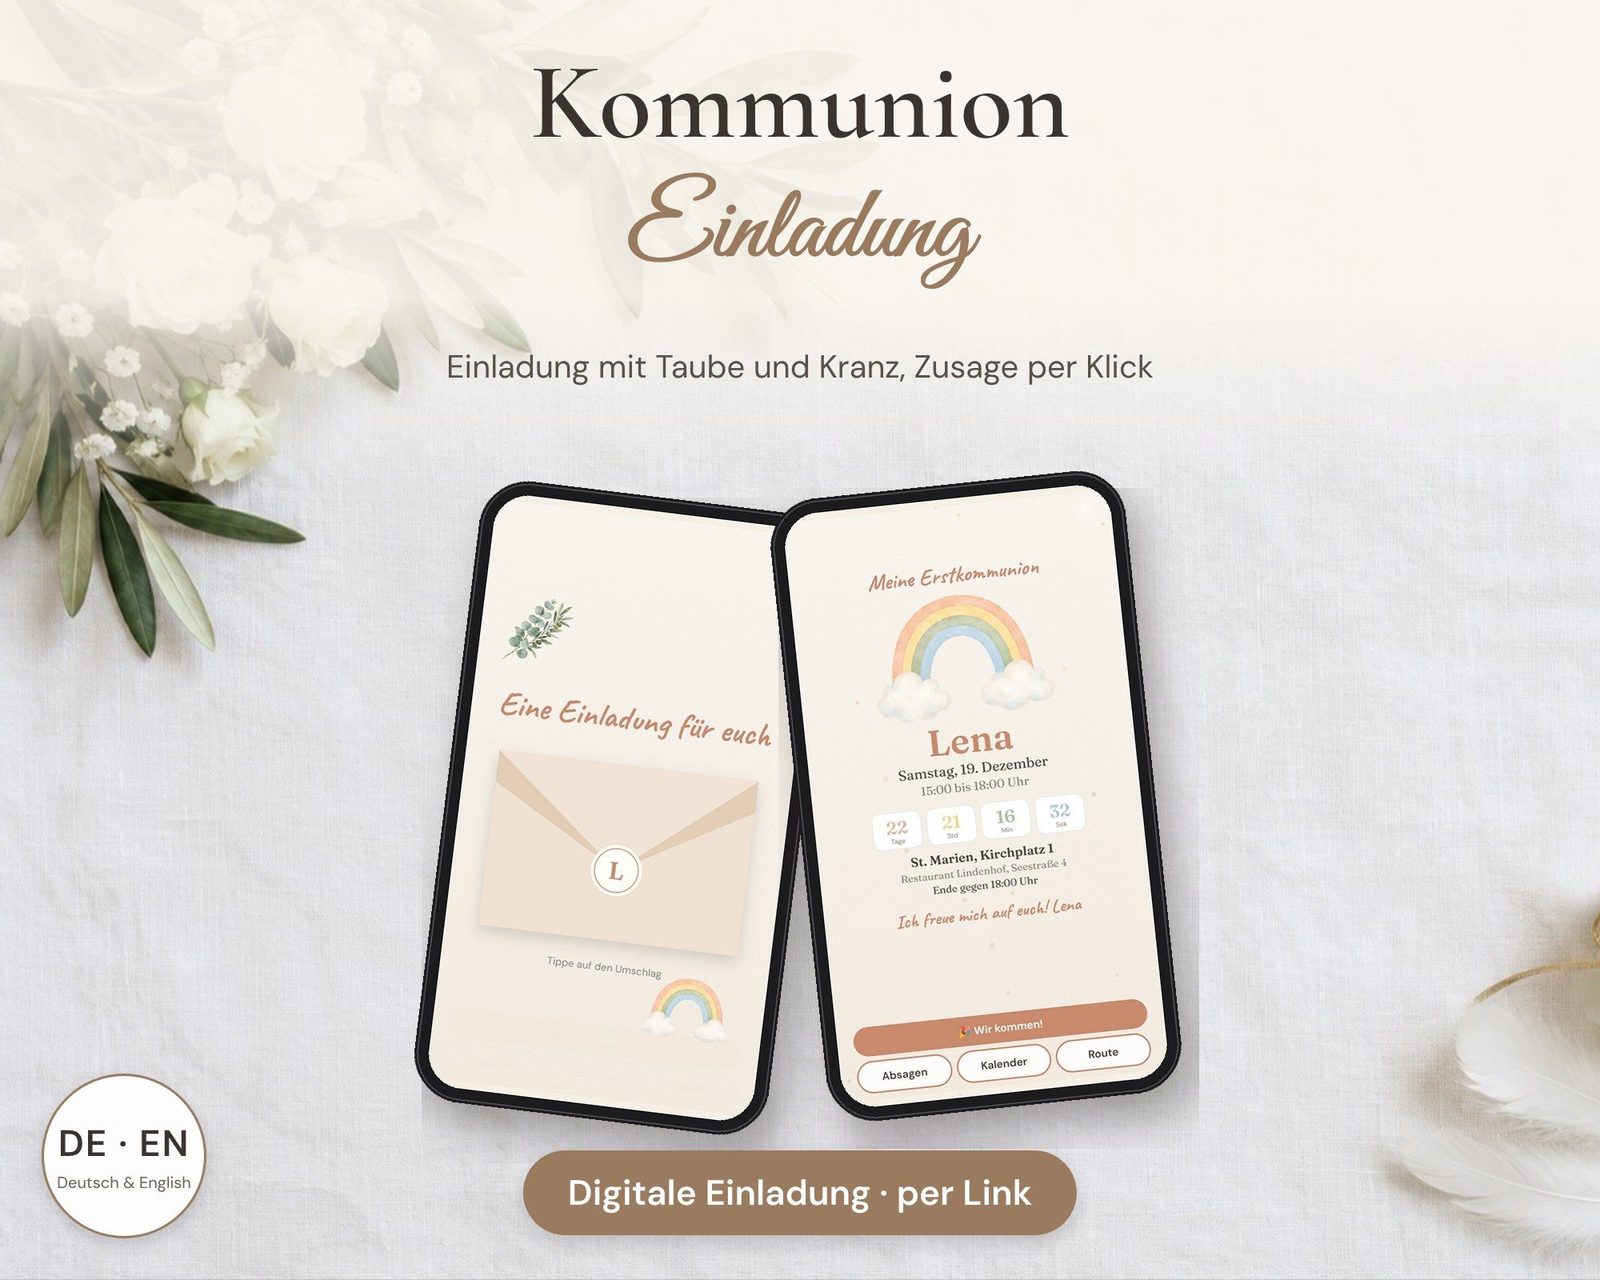 Kommunion
Einladung
Einladung mit Taube und Kranz, Zusage per Klick
Eine Einladung für euch
L
Tippe auf den Umschlag
Meine Erstkommunion
Lena
Samstag, 19. Dezember
15:00 bis 18:00 Uhr
22 21 16 32
Tage Std Min Sek
St. Marien, Kirchplatz 1
Restaurant Lindenhof, Seestraße 4
Ende gegen 18:00 Uhr
Ich freue mich auf euch! Lena
🎉 Wir kommen!
Absagen Kalender Route
DE · EN
Deutsch & English
Digitale Einladung · per Link